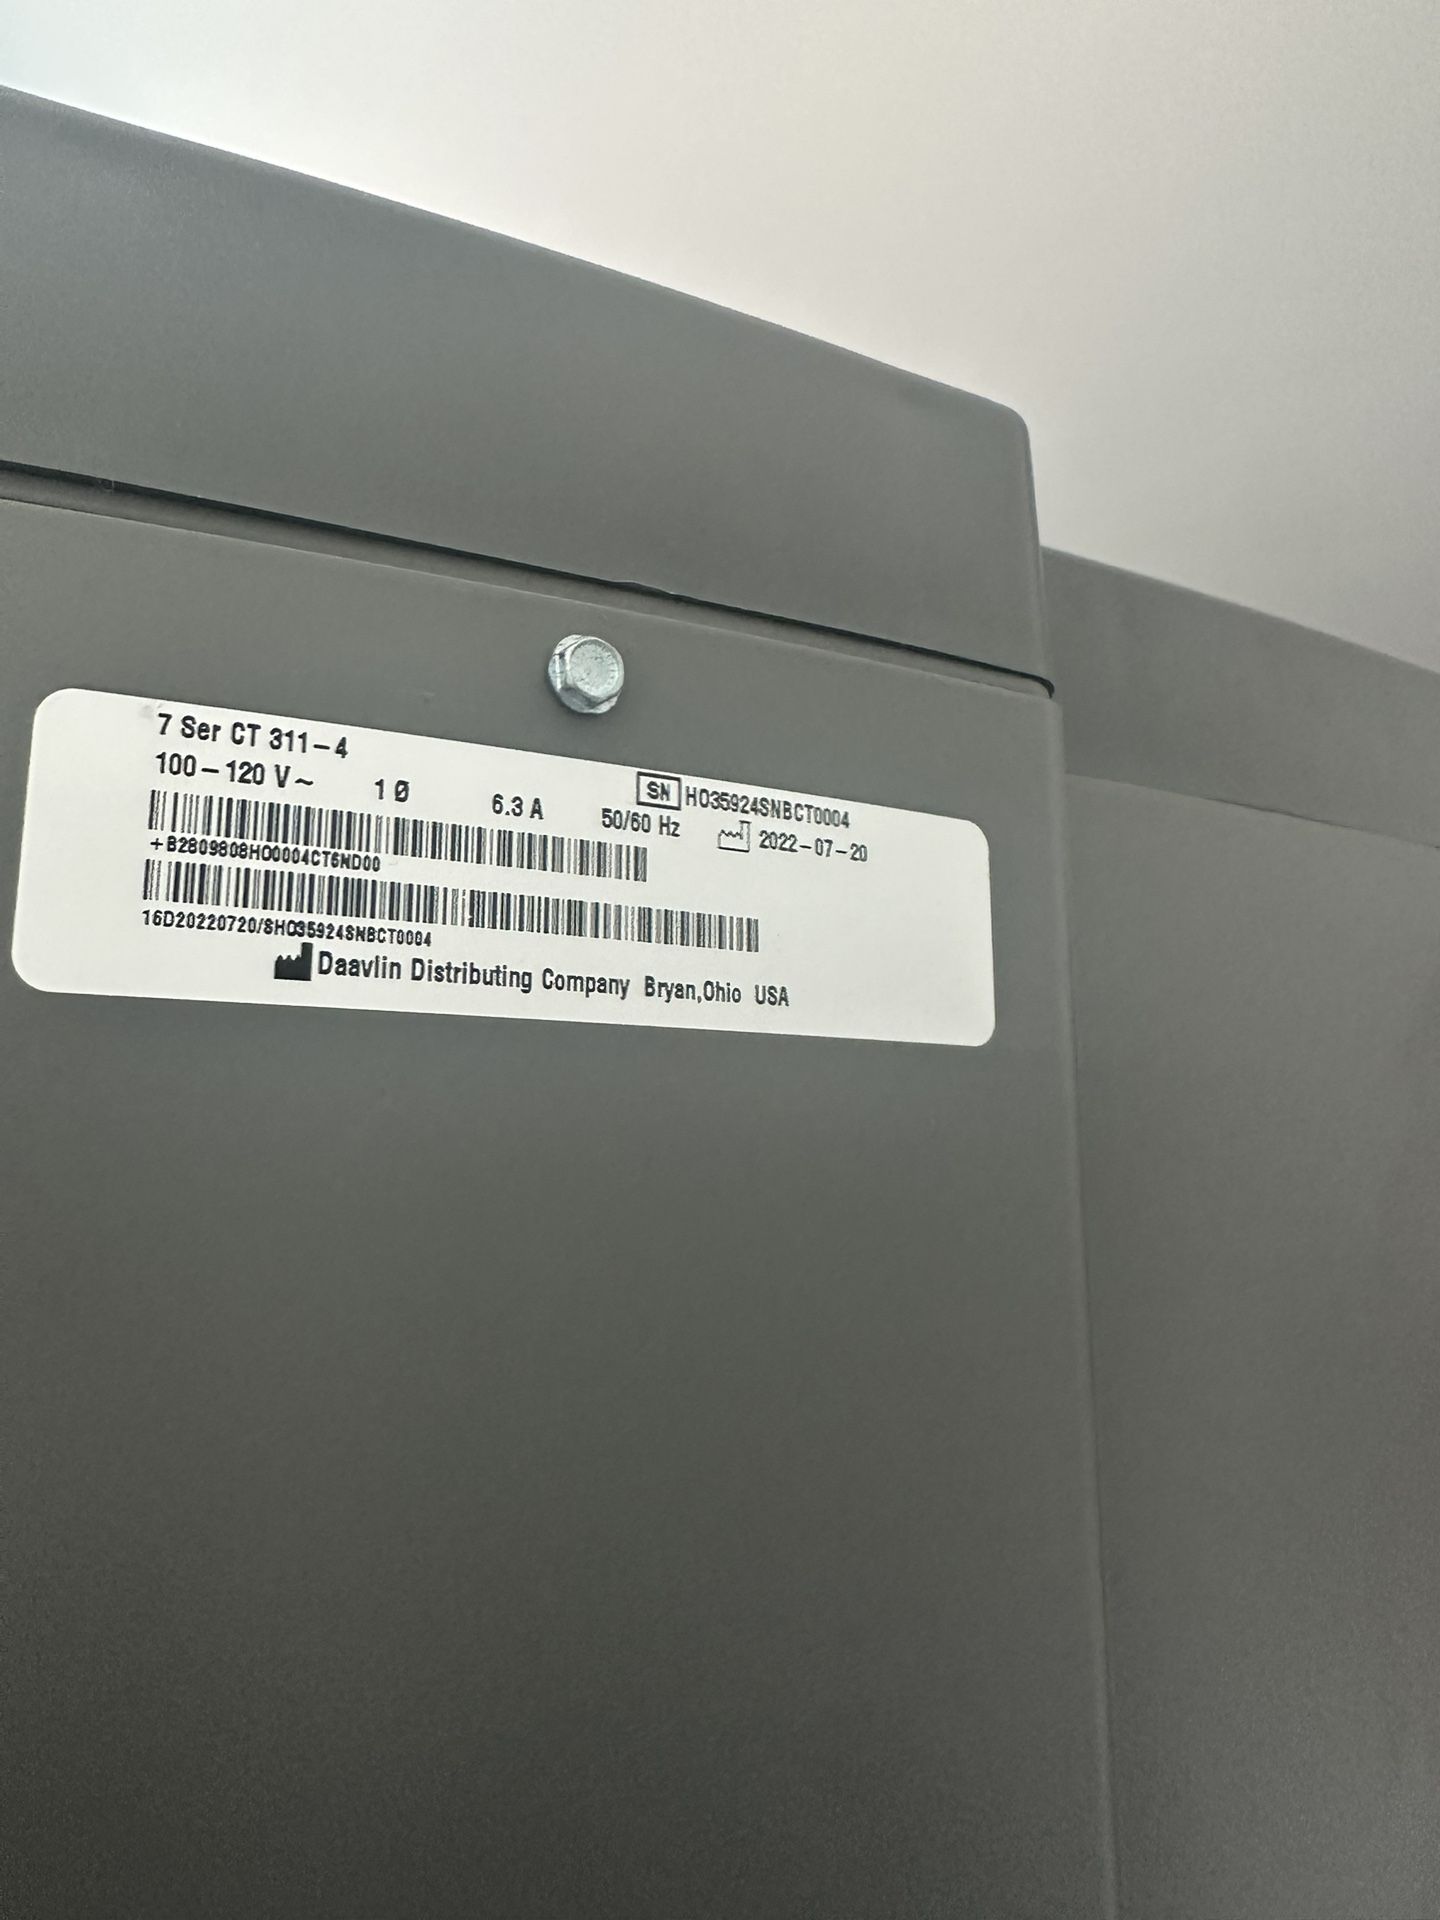 7 Ser CT 311-4
100-120 V~ 1 Ø 6.3 A 50/60 Hz
SN HO35924SNBCT0004
2022-07-20
+B2809808HO0004CT6ND00
16D20220720/SHO35924SNBCT0004
Daavlin Distributing Company Bryan,Ohio USA